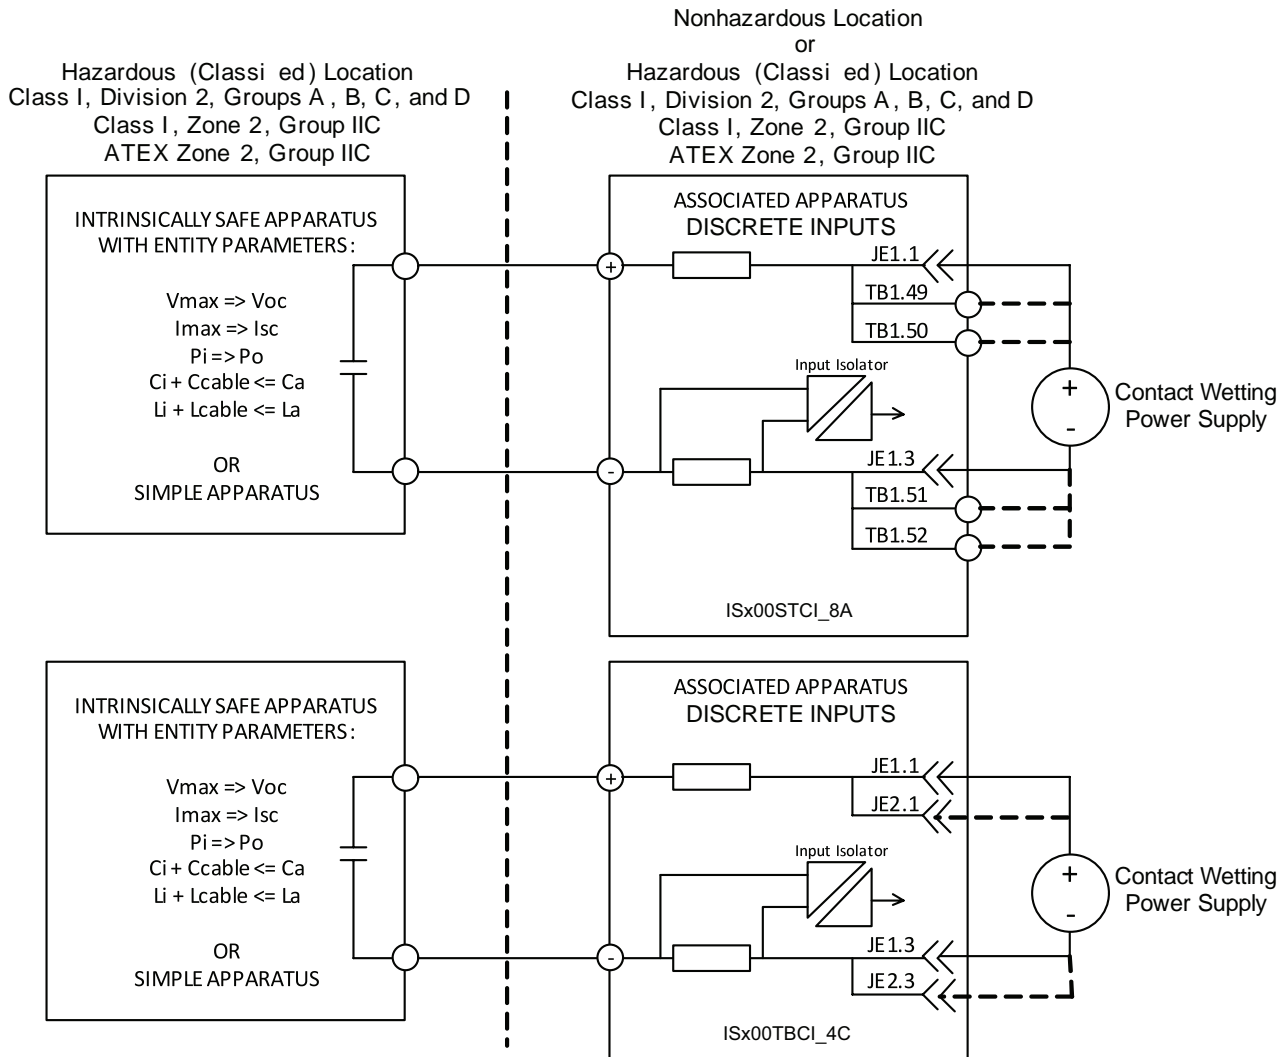 Nonhazardous Location
or
Hazardous (Classi ed) Location
Class I, Division 2, Groups A, B, C, and D
Class I, Zone 2, Group IIC
ATEX Zone 2, Group IIC
Hazardous (Classi ed) Location
Class I, Division 2, Groups A, B, C, and D
Class I, Zone 2, Group IIC
ATEX Zone 2, Group IIC
INTRINSICALLY SAFE APPARATUS
WITH ENTITY PARAMETERS:
Vmax => Voc
Imax => Isc
Pi => Po
Ci + Ccable <= Ca
Li + Lcable <= La
OR
SIMPLE APPARATUS
ASSOCIATED APPARATUS
DISCRETE INPUTS
+
JE1.1
TB1.49
TB1.50
Input Isolator
-
JE1.3
TB1.51
TB1.52
ISx00STCI_8A
+
-
Contact Wetting
Power Supply
INTRINSICALLY SAFE APPARATUS
WITH ENTITY PARAMETERS:
Vmax => Voc
Imax => Isc
Pi => Po
Ci + Ccable <= Ca
Li + Lcable <= La
OR
SIMPLE APPARATUS
ASSOCIATED APPARATUS
DISCRETE INPUTS
+
JE1.1
JE2.1
Input Isolator
-
JE1.3
JE2.3
ISx00TBCI_4C
+
-
Contact Wetting
Power Supply